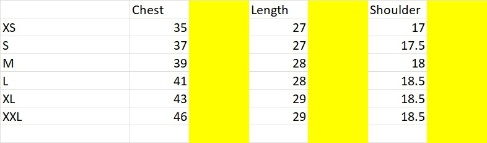 Chest Length Shoulder
XS 35 27 17
S 37 27 17.5
M 39 28 18
L 41 28 18.5
XL 43 29 18.5
XXL 46 29 18.5